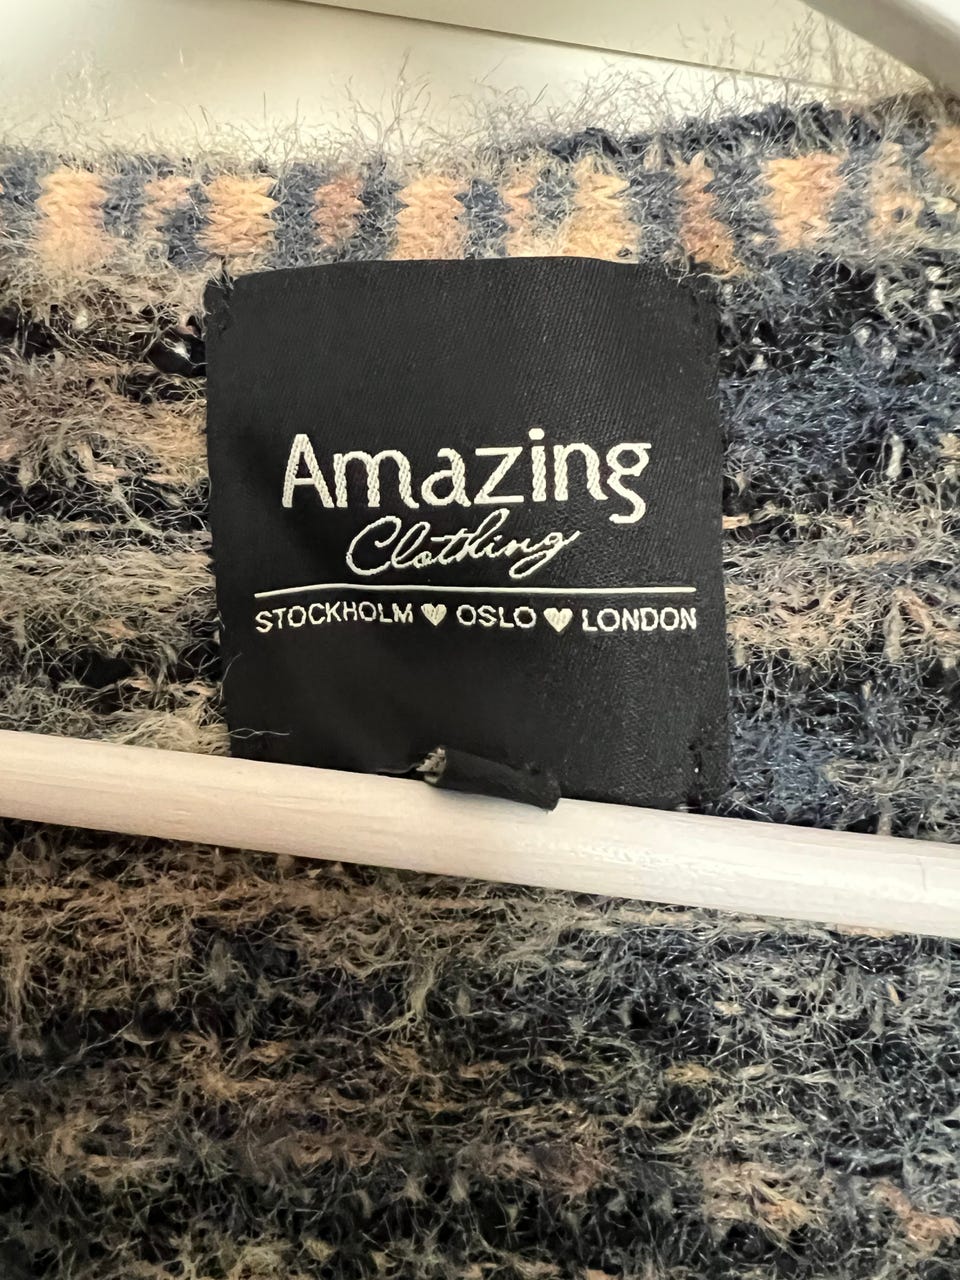 Amazing
Clothing
STOCKHOLM ♥ OSLO ♥ LONDON